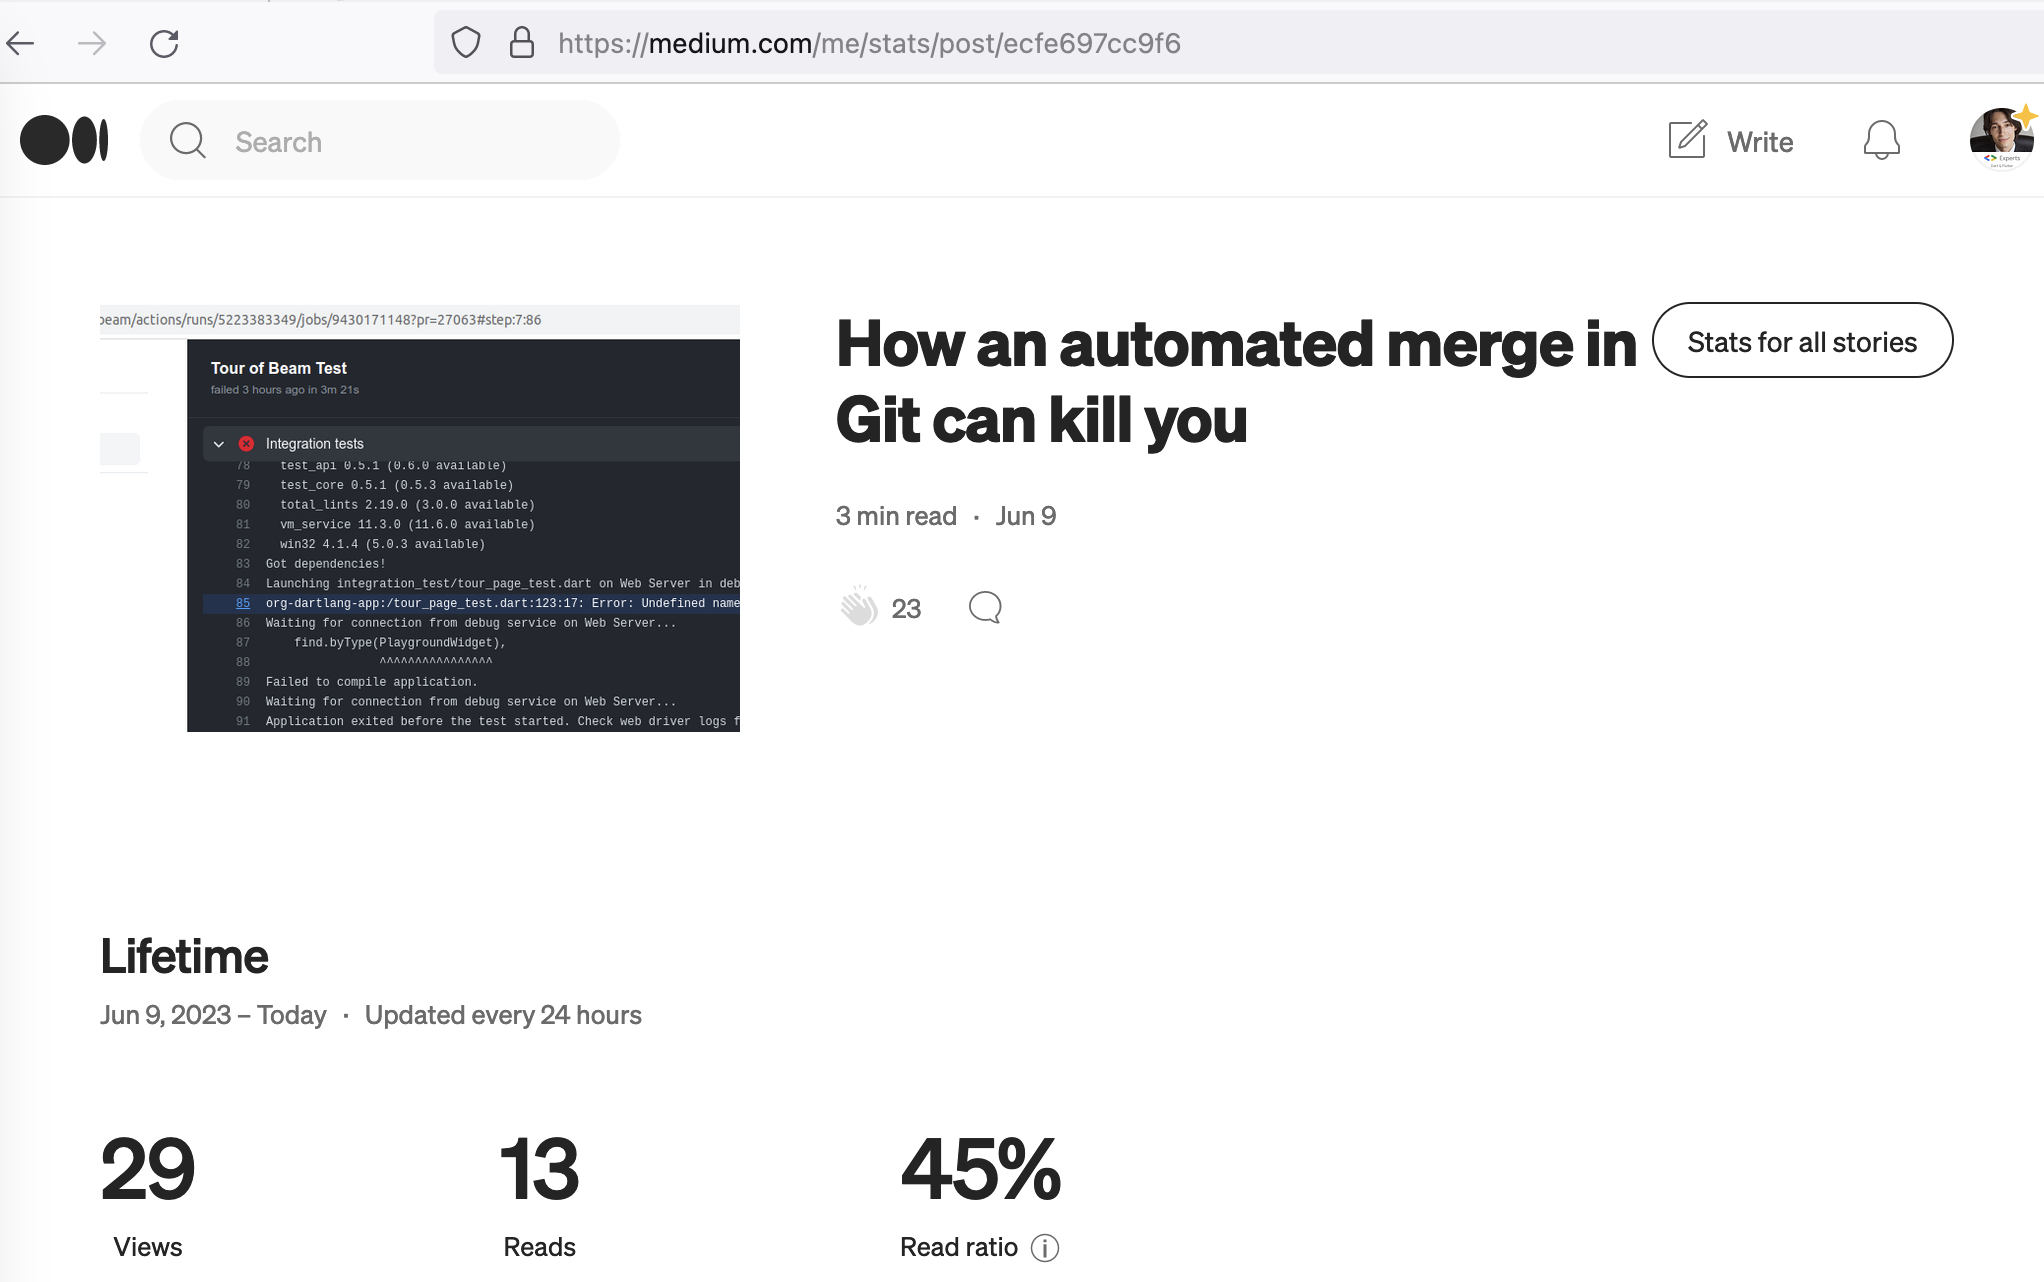 https://medium.com/me/stats/post/ecfe697cc9f6
Search
Write
Experts
Dart & Flutter
beam/actions/runs/5223383349/jobs/9430171148?pr=27063#step:7:86
Tour of Beam Test
failed 3 hours ago in 3m 21s
Integration tests
78 test_api 0.5.1 (0.6.0 available)
79 test_core 0.5.1 (0.5.3 available)
80 total_lints 2.19.0 (3.0.0 available)
81 vm_service 11.3.0 (11.6.0 available)
82 win32 4.1.4 (5.0.3 available)
83 Got dependencies!
84 Launching integration_test/tour_page_test.dart on Web Server in deb
85 org-dartlang-app:/tour_page_test.dart:123:17: Error: Undefined name
86 Waiting for connection from debug service on Web Server...
87 find.byType(PlaygroundWidget),
88 ^^^^^^^^^^^^^^^^
89 Failed to compile application.
90 Waiting for connection from debug service on Web Server...
91 Application exited before the test started. Check web driver logs f
How an automated merge in
Git can kill you
Stats for all stories
3 min read · Jun 9
23
Lifetime
Jun 9, 2023 – Today · Updated every 24 hours
29
Views
13
Reads
45%
Read ratio